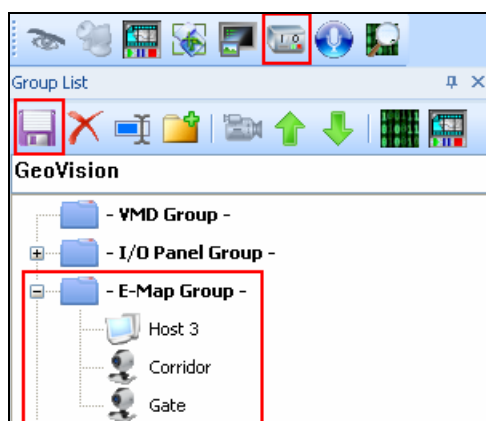 I/O
Group List
GeoVision
- VMD Group -
- I/O Panel Group -
- E-Map Group -
Host 3
Corridor
Gate